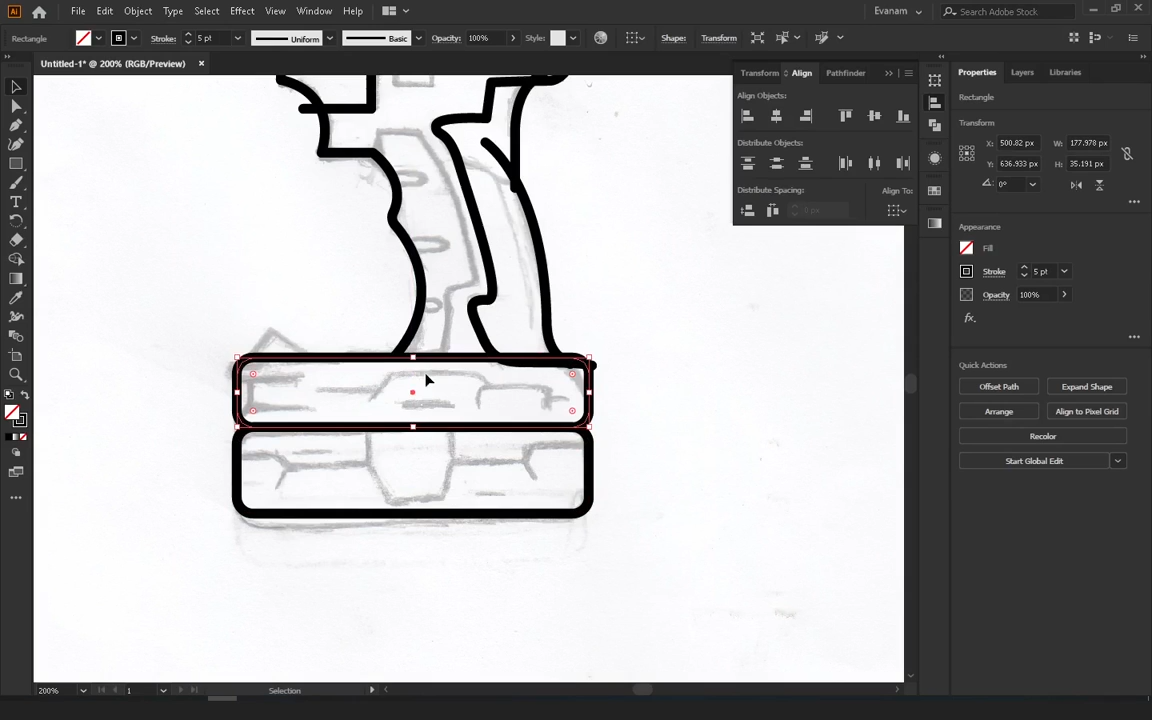 Ai File Edit Object Type Select Effect View Window Help Evanam Search Adobe Stock
Rectangle Stroke: 5 pt Uniform Basic Opacity: 100% Style: Shape: Transform
Untitled-1* @ 200% (RGB/Preview)
Transform Align Pathfinder
Align Objects:
Distribute Objects:
Distribute Spacing:
Align To:
0 px
Properties Layers Libraries
Rectangle
Transform
X: 500.82 px W: 177.978 px
Y: 636.933 px H: 35.191 px
0°
Appearance
Fill
Stroke 5 pt
Opacity 100%
fx.
Quick Actions
Offset Path Expand Shape
Arrange Align to Pixel Grid
Recolor
Start Global Edit
200% 1 Selection